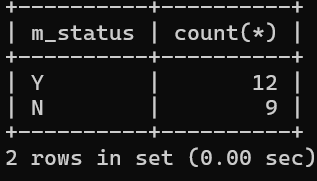 +----------+----------+
| m_status | count(*) |
+----------+----------+
| Y        |       12 |
| N        |        9 |
+----------+----------+
2 rows in set (0.00 sec)